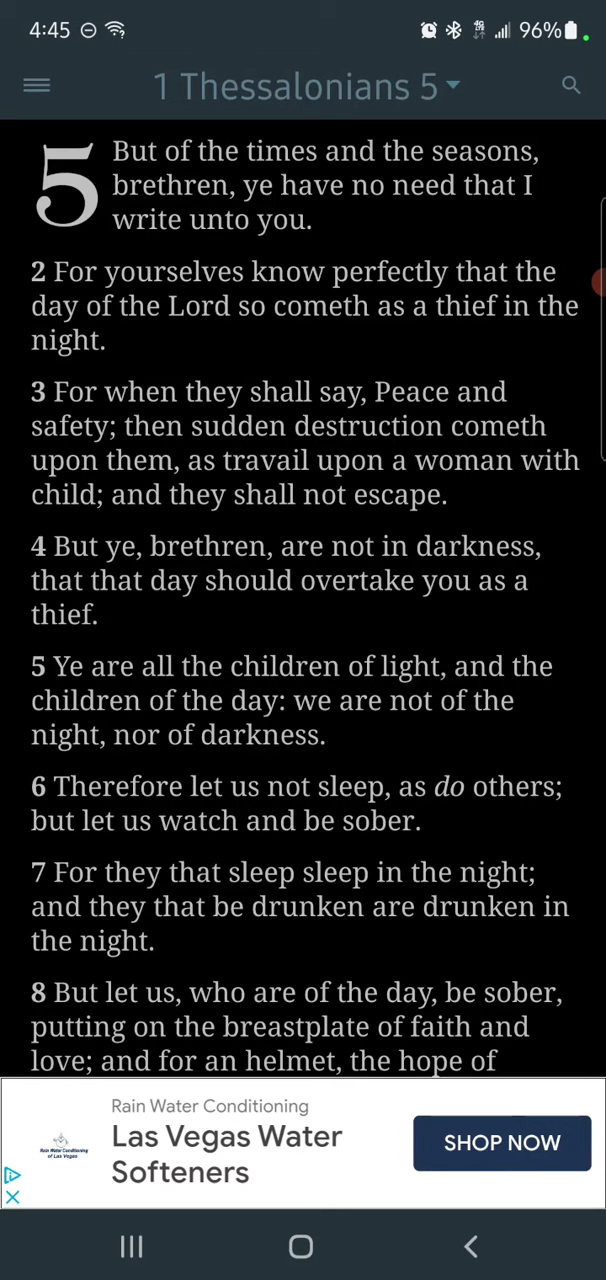 4:45
4G
96%
1 Thessalonians 5
5 But of the times and the seasons,
brethren, ye have no need that I
write unto you.
2 For yourselves know perfectly that the
day of the Lord so cometh as a thief in the
night.
3 For when they shall say, Peace and
safety; then sudden destruction cometh
upon them, as travail upon a woman with
child; and they shall not escape.
4 But ye, brethren, are not in darkness,
that that day should overtake you as a
thief.
5 Ye are all the children of light, and the
children of the day: we are not of the
night, nor of darkness.
6 Therefore let us not sleep, as do others;
but let us watch and be sober.
7 For they that sleep sleep in the night;
and they that be drunken are drunken in
the night.
8 But let us, who are of the day, be sober,
putting on the breastplate of faith and
love; and for an helmet, the hope of
Rain Water Conditioning
Las Vegas Water
Softeners
SHOP NOW
Rain Water Conditioning
of Las Vegas